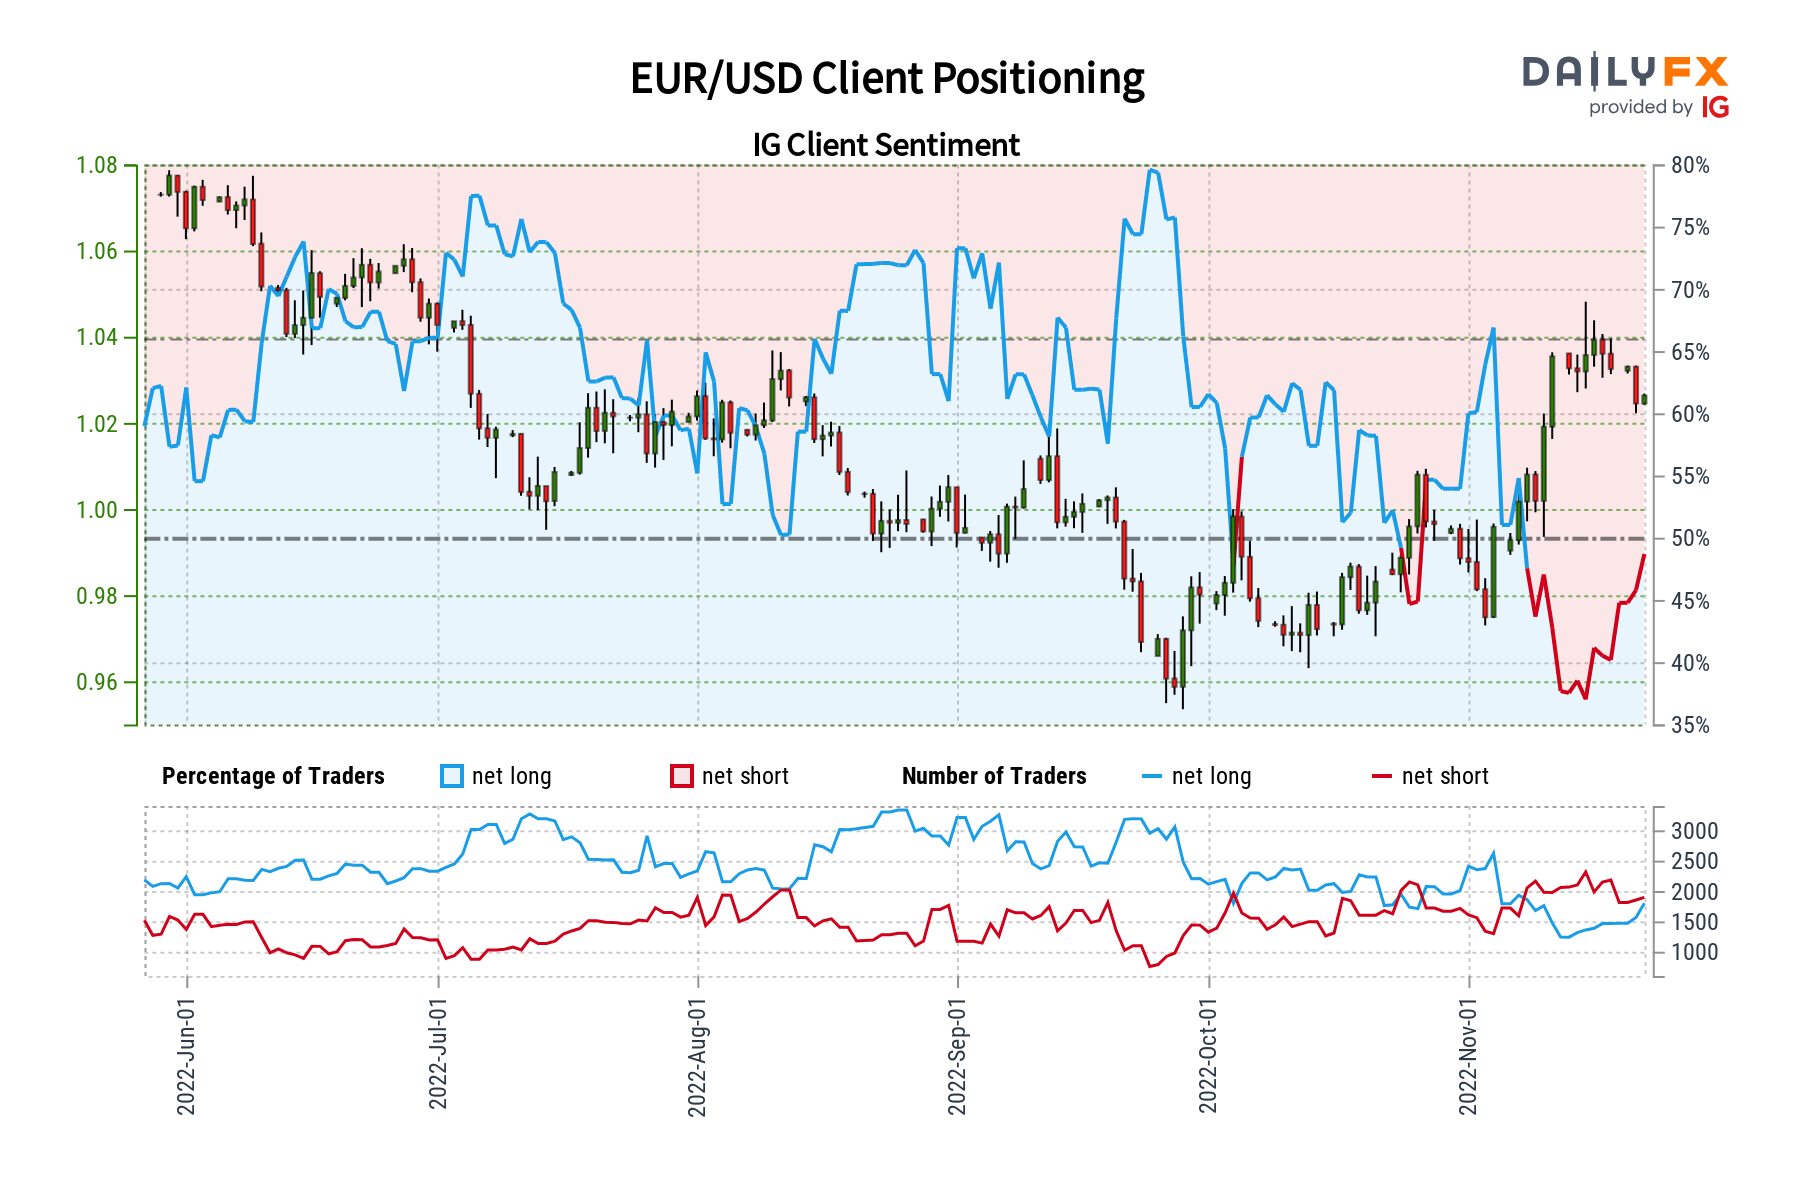 EUR/USD Client Positioning
DAILYFX
provided by IG
IG Client Sentiment
1.08
1.06
1.04
1.02
1.00
0.98
0.96
80%
75%
70%
65%
60%
55%
50%
45%
40%
35%
Percentage of Traders net long net short Number of Traders net long net short
3000
2500
2000
1500
1000
2022-Jun-01
2022-Jul-01
2022-Aug-01
2022-Sep-01
2022-Oct-01
2022-Nov-01